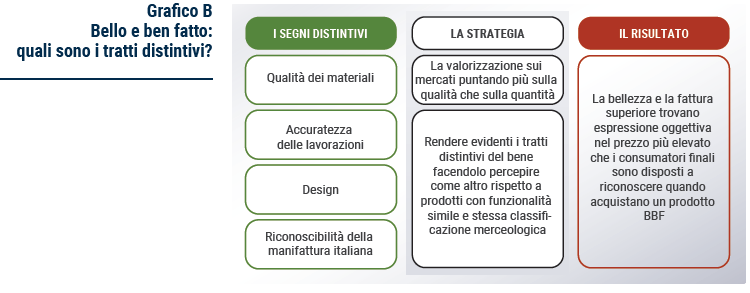 Grafico B
Bello e ben fatto:
quali sono i tratti distintivi?
I SEGNI DISTINTIVI
Qualità dei materiali
Accuratezza
delle lavorazioni
Design
Riconoscibilità della
manifattura italiana
LA STRATEGIA
La valorizzazione sui
mercati puntando più sulla
qualità che sulla quantità
Rendere evidenti i tratti
distintivi del bene
facendolo percepire
come altro rispetto a
prodotti con funzionalità
simile e stessa classifi-
cazione merceologica
IL RISULTATO
La bellezza e la fattura
superiore trovano
espressione oggettiva
nel prezzo più elevato
che i consumatori finali
sono disposti a
riconoscere quando
acquistano un prodotto
BBF